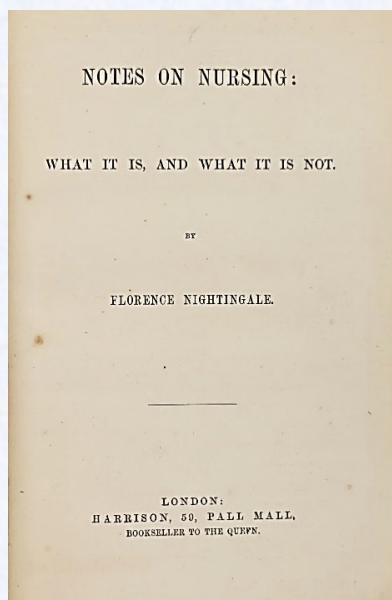 NOTES ON NURSING:
WHAT IT IS, AND WHAT IT IS NOT.
BY
FLORENCE NIGHTINGALE.
LONDON:
HARRISON, 59, PALL MALL,
BOOKSELLER TO THE QUEEN.